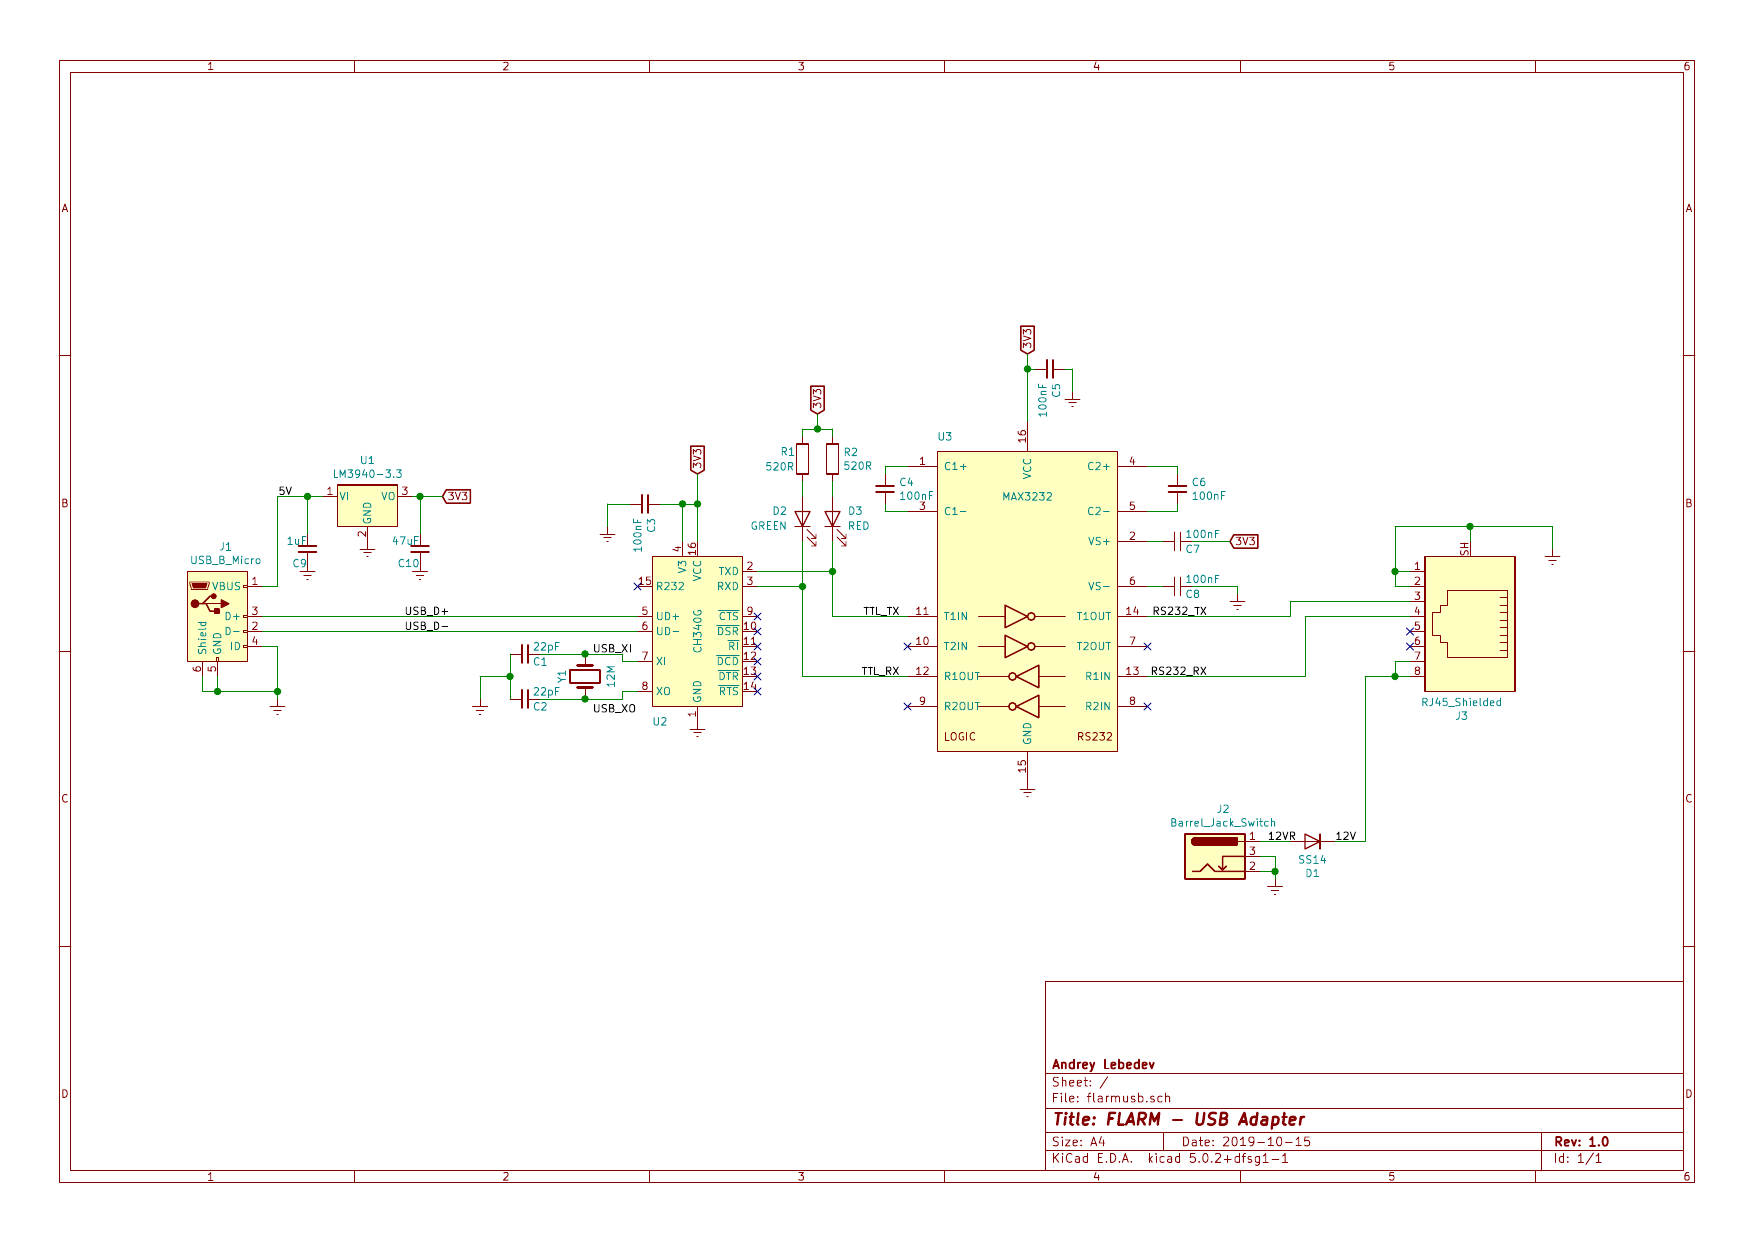 1 2 3 4 5 6
A A
B B
C C
D D
1 2 3 4 5 6
U1
LM3940-3.3
5V
1 VI VO 3
GND
2
3V3
1uF
C9
47uF
C10
J1
USB_B_Micro
VBUS 1
D+ 3
D- 2
ID 4
Shield
GND
6 5
USB_D+
USB_D-
22pF
C1
22pF
C2
Y1
12M
USB_XI
USB_XO
3V3
100nF
C3
4 16
V3
VCC
15 R232
5 UD+
6 UD-
7 XI
8 XO
CH340G
TXD 2
RXD 3
CTS 9
DSR 10
RI 11
DCD 12
DTR 13
RTS 14
GND
1
U2
3V3
R1
520R
R2
520R
D2
GREEN
D3
RED
TTL_TX
TTL_RX
3V3
100nF
C5
U3
16
VCC
MAX3232
1 C1+
C4
100nF
3 C1-
C2+ 4
C6
100nF
C2- 5
VS+ 2
100nF
C7
3V3
VS- 6
100nF
C8
11 T1IN T1OUT 14
RS232_TX
10 T2IN T2OUT 7
12 R1OUT R1IN 13
RS232_RX
9 R2OUT R2IN 8
LOGIC GND RS232
15
SH
1
2
3
4
5
6
7
8
RJ45_Shielded
J3
J2
Barrel_Jack_Switch
1
3
2
12VR
12V
SS14
D1
Andrey Lebedev
Sheet: /
File: flarmusb.sch
Title: FLARM – USB Adapter
Size: A4 Date: 2019-10-15 Rev: 1.0
KiCad E.D.A. kicad 5.0.2+dfsg1-1 Id: 1/1